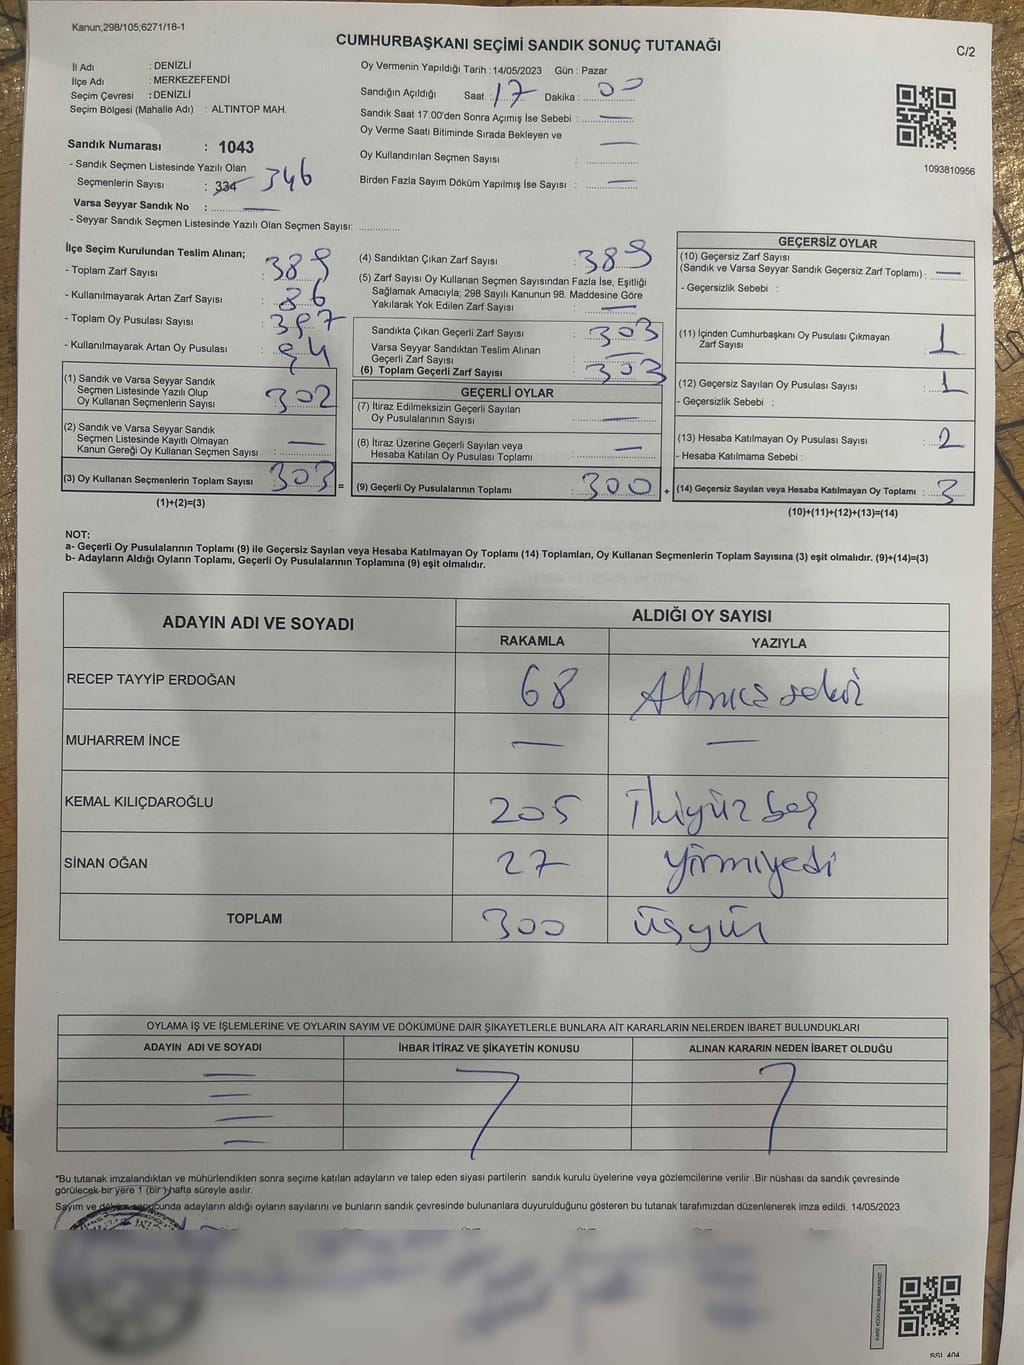 Kanun;298/105;6271/18-1
CUMHURBAŞKANI SEÇİMİ SANDIK SONUÇ TUTANAĞI
C/2
İl Adı : DENİZLİ
İlçe Adı : MERKEZEFENDİ
Seçim Çevresi : DENİZLİ
Seçim Bölgesi (Mahalle Adı) : ALTINTOP MAH.
Oy Vermenin Yapıldığı Tarih : 14/05/2023 Gün : Pazar
Sandığın Açıldığı Saat : 17 Dakika : 00
Sandık Saat 17:00'den Sonra Açımış İse Sebebi : —
Oy Verme Saati Bitiminde Sırada Bekleyen ve
Oy Kullandırılan Seçmen Sayısı : —
Birden Fazla Sayım Döküm Yapılmış İse Sayısı : —
1093810956
Sandık Numarası : 1043
- Sandık Seçmen Listesinde Yazılı Olan
Seçmenlerin Sayısı : 334 346
Varsa Seyyar Sandık No : —
- Seyyar Sandık Seçmen Listesinde Yazılı Olan Seçmen Sayısı: ..............
İlçe Seçim Kurulundan Teslim Alınan;
- Toplam Zarf Sayısı : 389
- Kullanılmayarak Artan Zarf Sayısı : 86
- Toplam Oy Pusulası Sayısı : 397
- Kullanılmayarak Artan Oy Pusulası : 94
(1) Sandık ve Varsa Seyyar Sandık
Seçmen Listesinde Yazılı Olup
Oy Kullanan Seçmenlerin Sayısı : 302
(2) Sandık ve Varsa Seyyar Sandık
Seçmen Listesinde Kayıtlı Olmayan
Kanun Gereği Oy Kullanan Seçmen Sayısı : —
(3) Oy Kullanan Seçmenlerin Toplam Sayısı : 303
(1)+(2)=(3)
(4) Sandıktan Çıkan Zarf Sayısı : 389
(5) Zarf Sayısı Oy Kullanan Seçmen Sayısından Fazla İse, Eşitliği
Sağlamak Amacıyla; 298 Sayılı Kanunun 98. Maddesine Göre
Yakılarak Yok Edilen Zarf Sayısı : —
Sandıkta Çıkan Geçerli Zarf Sayısı : 303
Varsa Seyyar Sandıktan Teslim Alınan
Geçerli Zarf Sayısı : —
(6) Toplam Geçerli Zarf Sayısı : 303
GEÇERLİ OYLAR
(7) İtiraz Edilmeksizin Geçerli Sayılan
Oy Pusulalarının Sayısı : —
(8) İtiraz Üzerine Geçerli Sayılan veya
Hesaba Katılan Oy Pusulası Toplamı : —
= (9) Geçerli Oy Pusulalarının Toplamı : 300 +
GEÇERSİZ OYLAR
(10) Geçersiz Zarf Sayısı
(Sandık ve Varsa Seyyar Sandık Geçersiz Zarf Toplamı) : —
- Geçersizlik Sebebi :
(11) İçinden Cumhurbaşkanı Oy Pusulası Çıkmayan
Zarf Sayısı : 1
(12) Geçersiz Sayılan Oy Pusulası Sayısı : 1
- Geçersizlik Sebebi :
(13) Hesaba Katılmayan Oy Pusulası Sayısı : 2
- Hesaba Katılmama Sebebi :
(14) Geçersiz Sayılan veya Hesaba Katılmayan Oy Toplamı : 3
(10)+(11)+(12)+(13)=(14)
NOT:
a- Geçerli Oy Pusulalarının Toplamı (9) ile Geçersiz Sayılan veya Hesaba Katılmayan Oy Toplamı (14) Toplamları, Oy Kullanan Seçmenlerin Toplam Sayısına (3) eşit olmalıdır. (9)+(14)=(3)
b- Adayların Aldığı Oyların Toplamı, Geçerli Oy Pusulalarının Toplamına (9) eşit olmalıdır.
ADAYIN ADI VE SOYADI
ALDIĞI OY SAYISI
RAKAMLA YAZIYLA
RECEP TAYYİP ERDOĞAN 68 Altmış sekiz
MUHARREM İNCE — —
KEMAL KILIÇDAROĞLU 205 İkiyüz beş
SİNAN OĞAN 27 Yirmiyedi
TOPLAM 300 üçyüz
OYLAMA İŞ VE İŞLEMLERİNE VE OYLARIN SAYIM VE DÖKÜMÜNE DAİR ŞİKAYETLERLE BUNLARA AİT KARARLARIN NELERDEN İBARET BULUNDUKLARI
ADAYIN ADI VE SOYADI İHBAR İTİRAZ VE ŞİKAYETİN KONUSU ALINAN KARARIN NEDEN İBARET OLDUĞU
*Bu tutanak imzalandıktan ve mühürlendikten sonra seçime katılan adayların ve talep eden siyasi partilerin sandık kurulu üyelerine veya gözlemcilerine verilir .Bir nüshası da sandık çevresinde
görülecek bir yere 1 (bir ) hafta süreyle asılır.
Sayım ve döküm sonucunda adayların aldığı oyların sayılarını ve bunların sandık çevresinde bulunanlara duyurulduğunu gösteren bu tutanak tarafımızdan düzenlenerek imza edildi. 14/05/2023